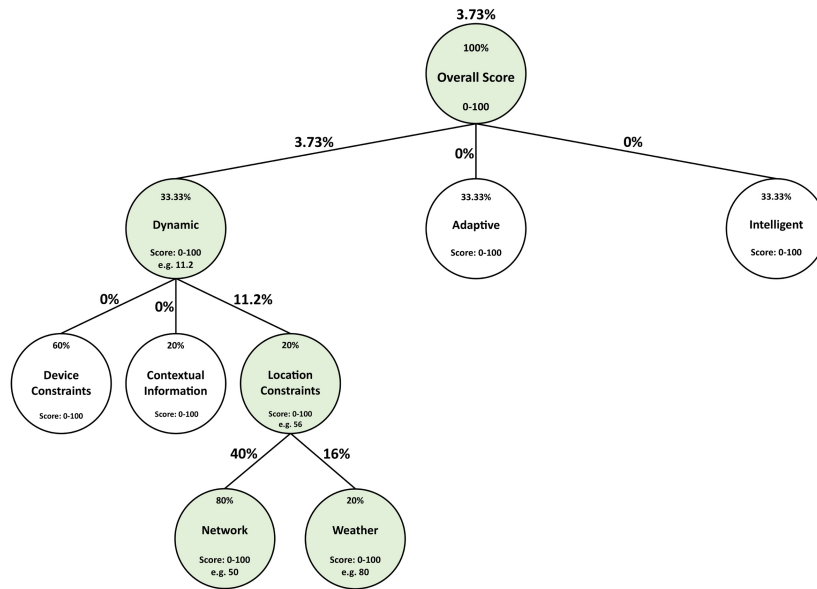 3.73%
100%
Overall Score
0-100
3.73%
0%
0%
33.33%
Dynamic
Score: 0-100
e.g. 11.2
33.33%
Adaptive
Score: 0-100
33.33%
Intelligent
Score: 0-100
0%
0%
11.2%
60%
Device
Constraints
Score: 0-100
20%
Contextual
Information
Score: 0-100
20%
Location
Constraints
Score: 0-100
e.g. 56
40%
16%
80%
Network
Score: 0-100
e.g. 50
20%
Weather
Score: 0-100
e.g. 80